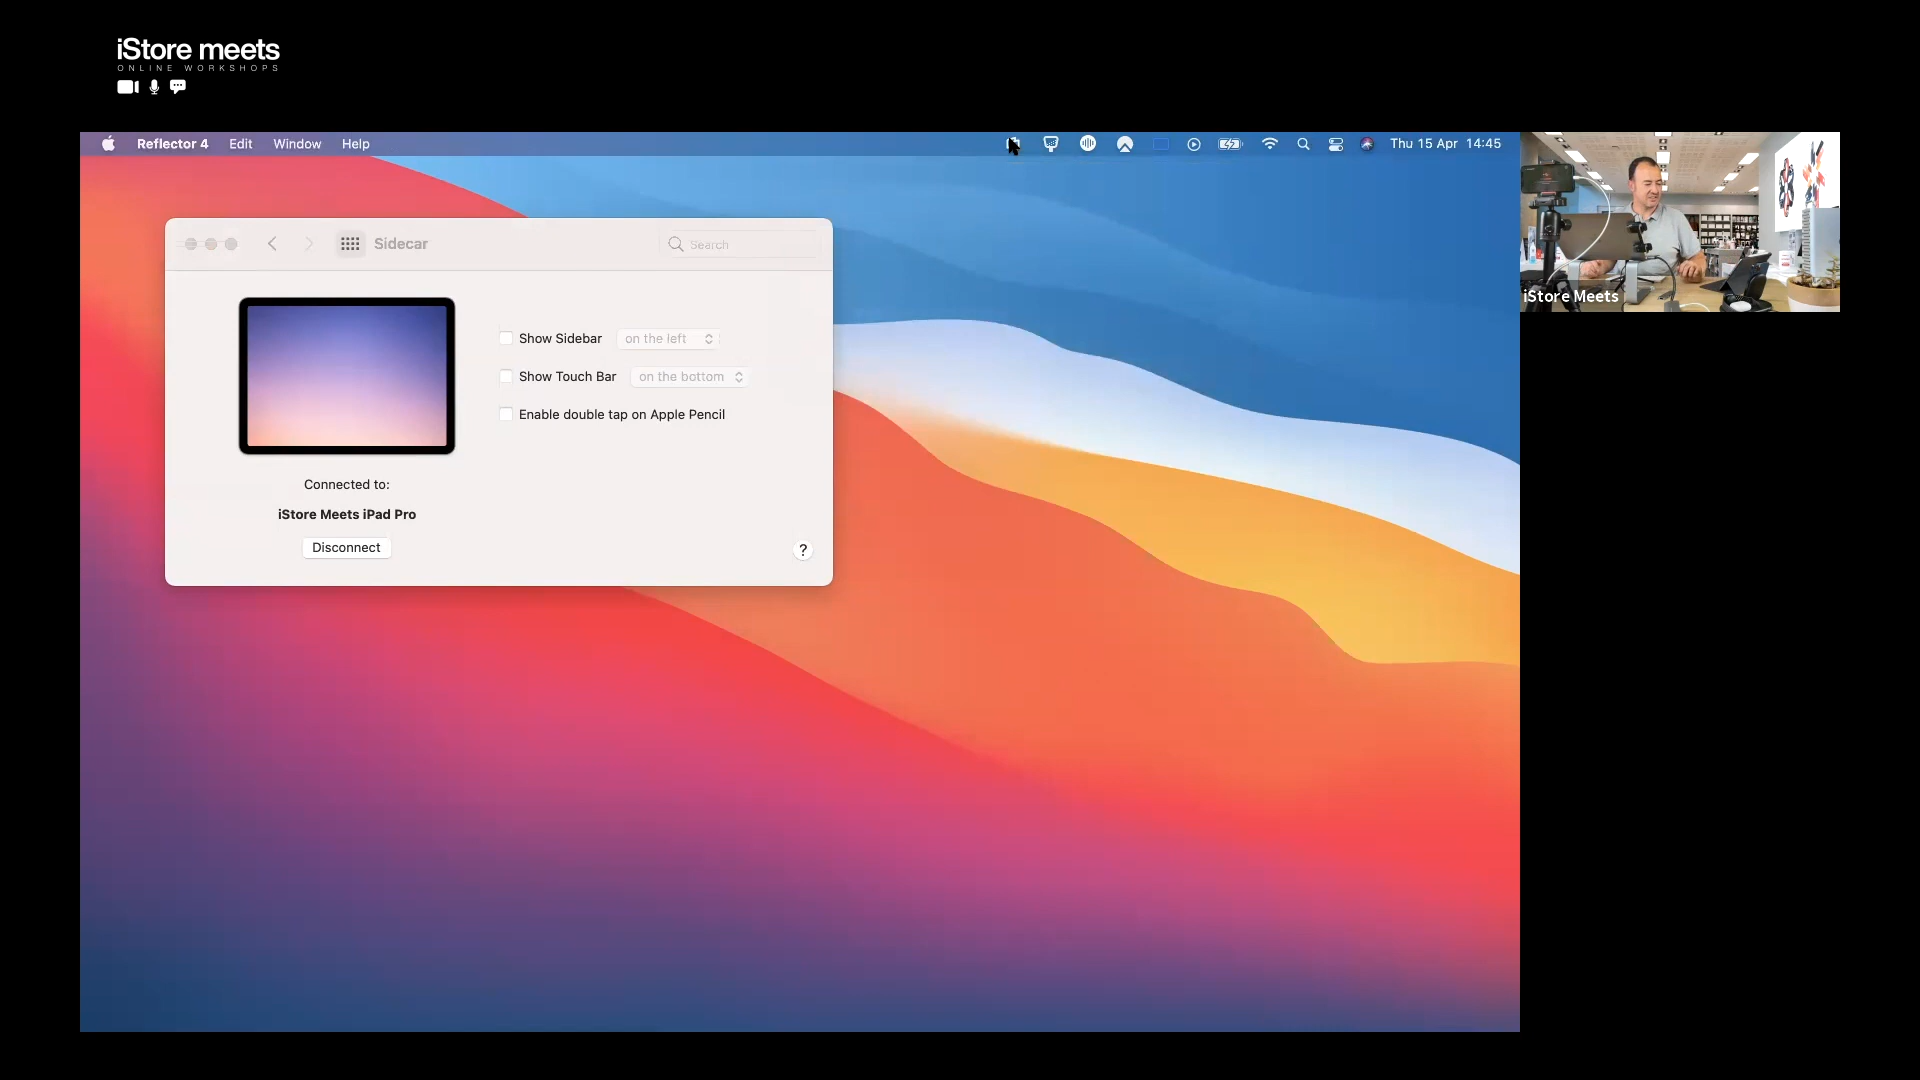 iStore meets
ONLINE WORKSHOPS
Reflector 4 Edit Window Help Thu 15 Apr 14:45
Sidecar Search
Show Sidebar on the left
Show Touch Bar on the bottom
Enable double tap on Apple Pencil
Connected to:
iStore Meets iPad Pro
Disconnect
?
iStore Meets